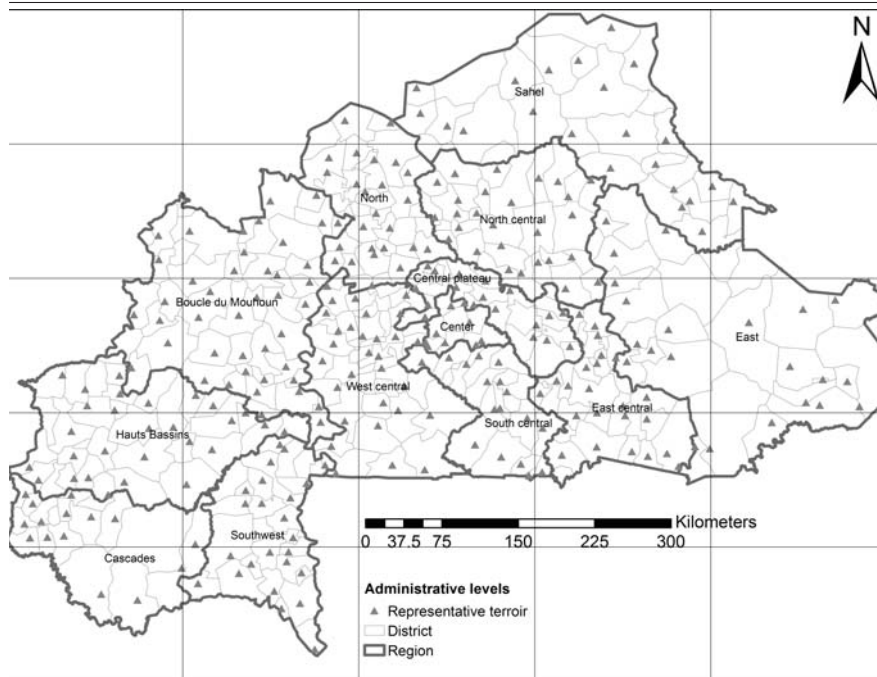 N
Sahel
North
North central
Central plateau
Boucle du Mouhoun
Center
East
West central
East central
South central
Hauts Bassins
Southwest
Cascades
Kilometers
0 37.5 75 150 225 300
Administrative levels
Representative terroir
District
Region